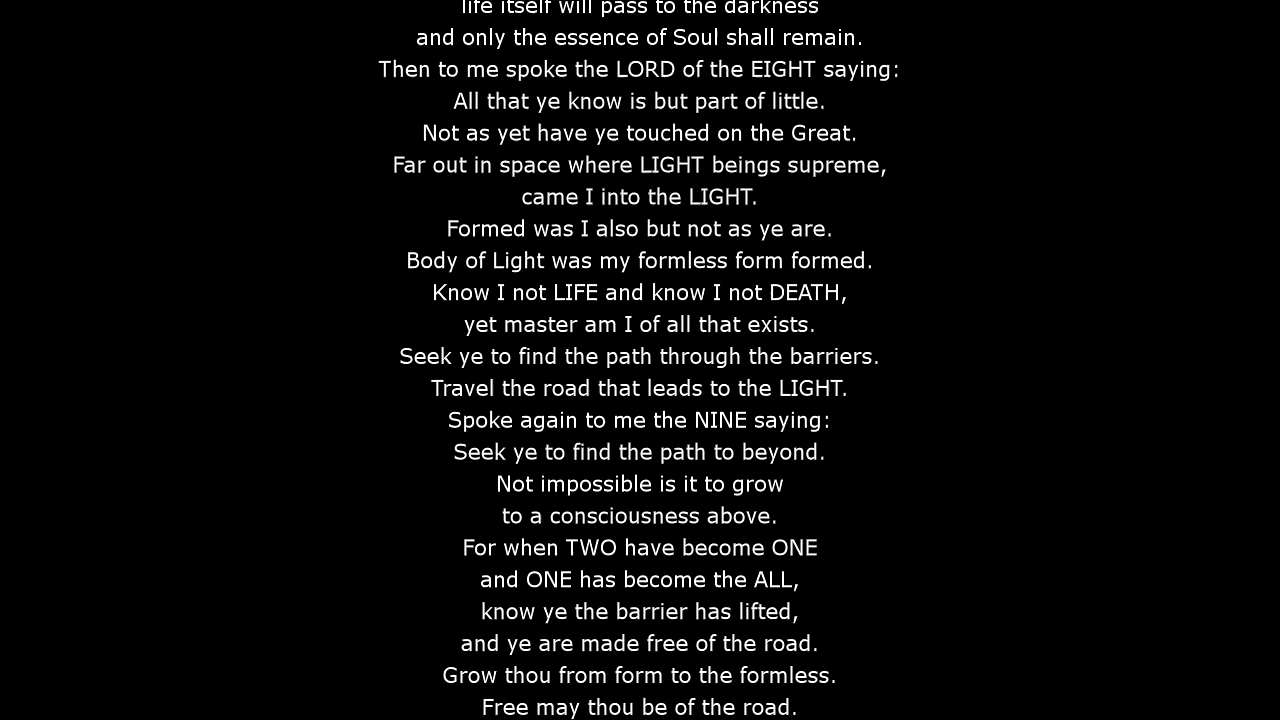 life itself will pass to the darkness
and only the essence of Soul shall remain.
Then to me spoke the LORD of the EIGHT saying:
All that ye know is but part of little.
Not as yet have ye touched on the Great.
Far out in space where LIGHT beings supreme,
came I into the LIGHT.
Formed was I also but not as ye are.
Body of Light was my formless form formed.
Know I not LIFE and know I not DEATH,
yet master am I of all that exists.
Seek ye to find the path through the barriers.
Travel the road that leads to the LIGHT.
Spoke again to me the NINE saying:
Seek ye to find the path to beyond.
Not impossible is it to grow
to a consciousness above.
For when TWO have become ONE
and ONE has become the ALL,
know ye the barrier has lifted,
and ye are made free of the road.
Grow thou from form to the formless.
Free may thou be of the road.